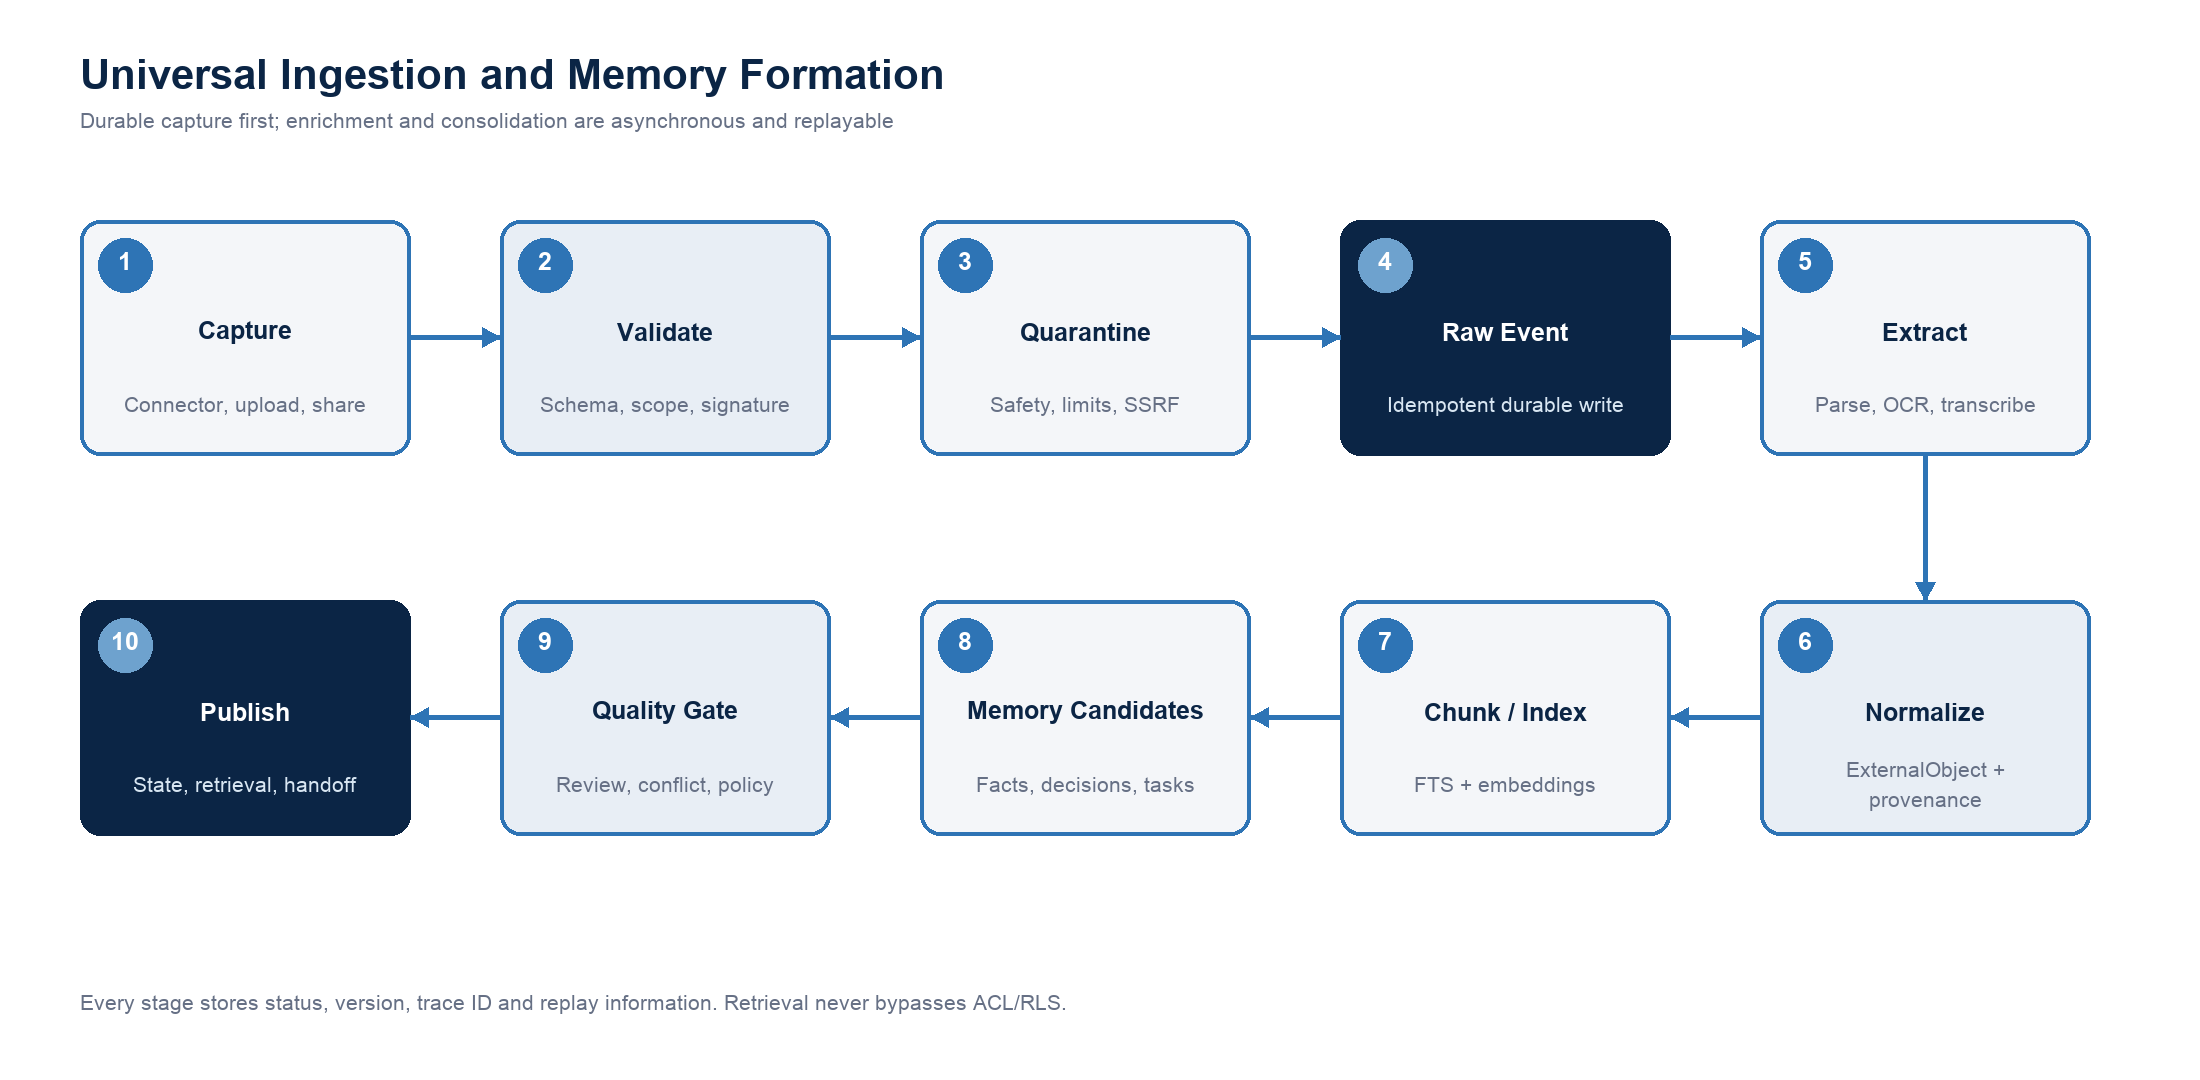 Universal Ingestion and Memory Formation
Durable capture first; enrichment and consolidation are asynchronous and replayable
1
Capture
Connector, upload, share
2
Validate
Schema, scope, signature
3
Quarantine
Safety, limits, SSRF
4
Raw Event
Idempotent durable write
5
Extract
Parse, OCR, transcribe
6
Normalize
ExternalObject +
provenance
7
Chunk / Index
FTS + embeddings
8
Memory Candidates
Facts, decisions, tasks
9
Quality Gate
Review, conflict, policy
10
Publish
State, retrieval, handoff
Every stage stores status, version, trace ID and replay information. Retrieval never bypasses ACL/RLS.